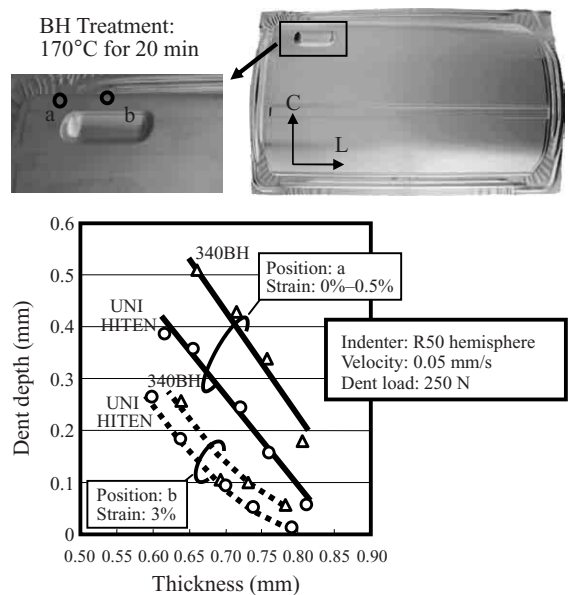 BH Treatment:
170°C for 20 min
a
b
C
L
0.6
0.5
0.4
0.3
0.2
0.1
0
Dent depth (mm)
340BH
Position: a
Strain: 0%–0.5%
UNI
HITEN
Indenter: R50 hemisphere
Velocity: 0.05 mm/s
Dent load: 250 N
340BH
UNI
HITEN
Position: b
Strain: 3%
0.50 0.55 0.60 0.65 0.70 0.75 0.80 0.85 0.90
Thickness (mm)